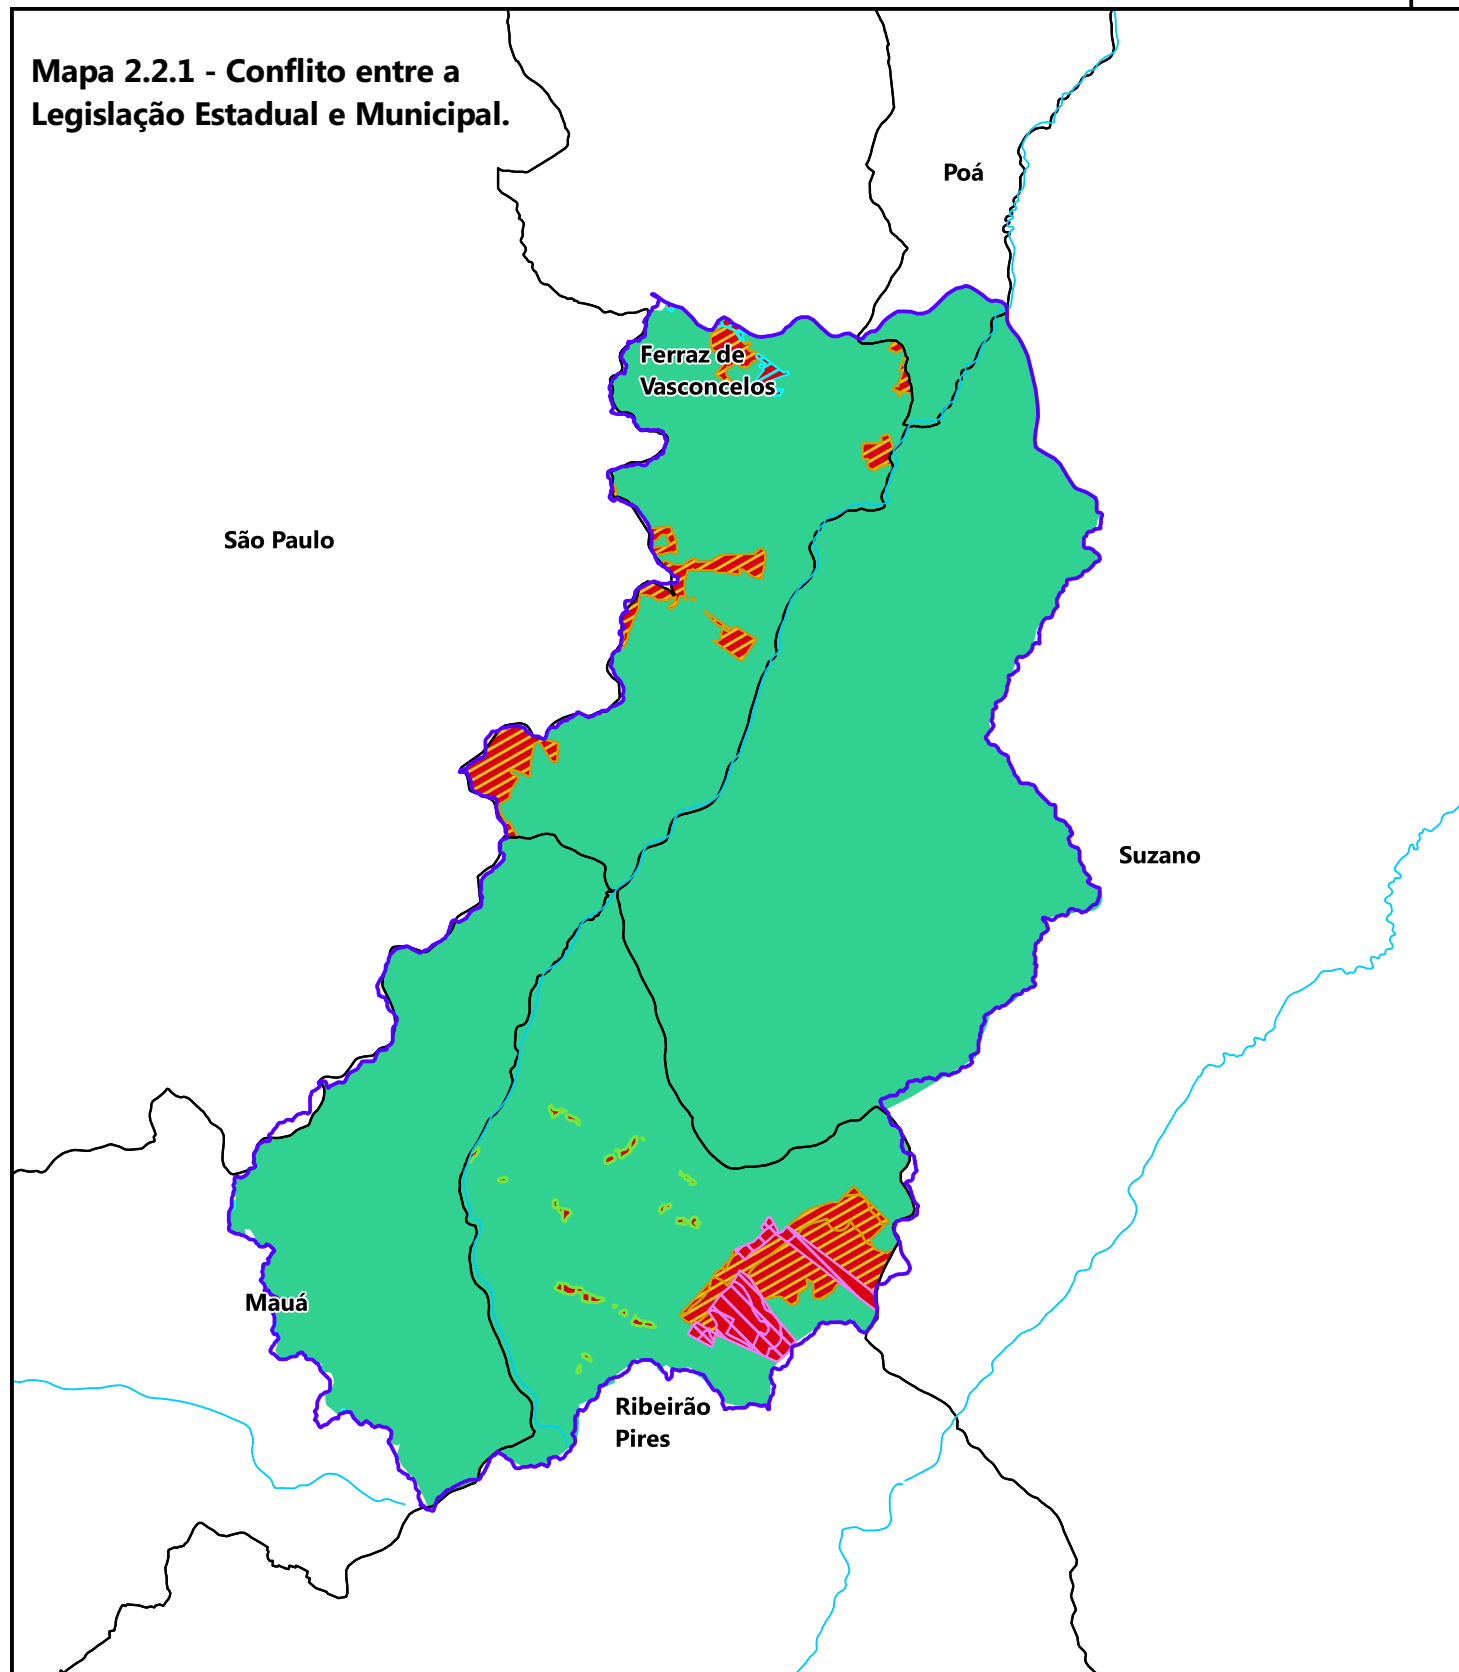 Mapa 2.2.1 - Conflito entre a
Legislação Estadual e Municipal.
Poá
Ferraz de
Vasconcelos
São Paulo
Suzano
Mauá
Ribeirão
Pires